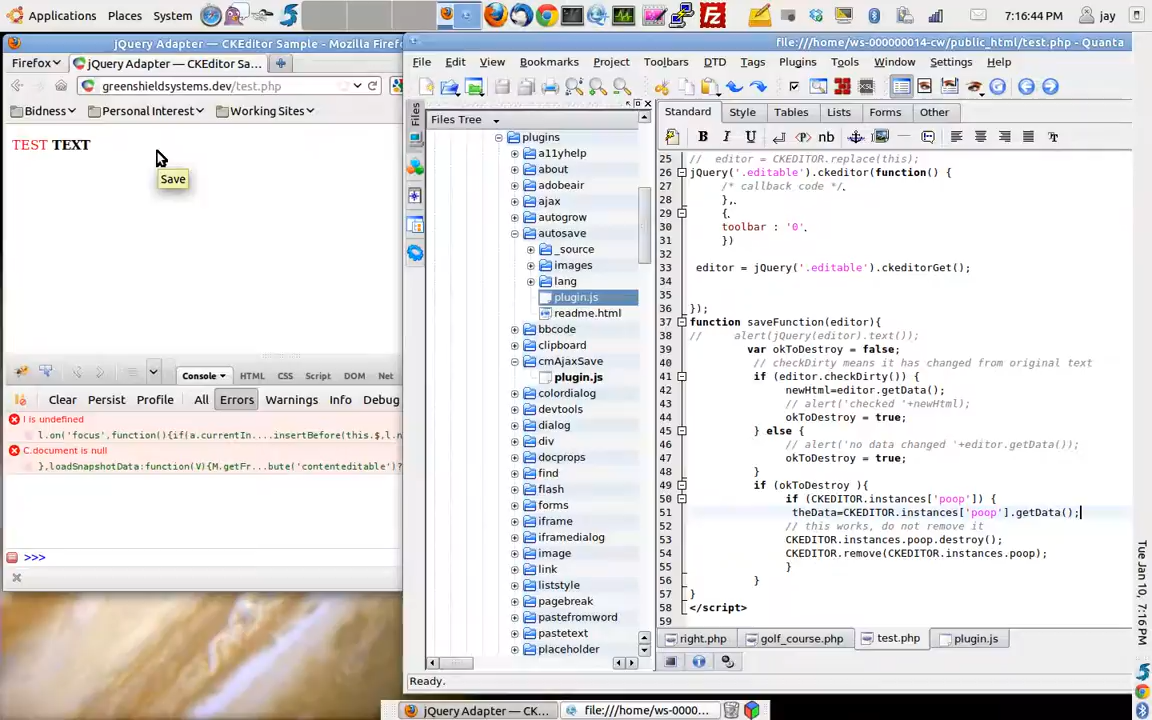 Applications Places System
7:16:44 PM
jay
jQuery Adapter — CKEditor Sample - Mozilla Firef
Firefox
jQuery Adapter — CKEditor Sa...
greenshieldsystems.dev/test.php
Bidness
Personal Interest
Working Sites
TEST TEXT
Save
Console HTML CSS Script DOM Net
Clear Persist Profile All Errors Warnings Info Debug
l is undefined
l.on('focus',function(){if(a.currentIn....insertBefore(this.$,l.n
C.document is null
},loadSnapshotData:function(V){M.getFr...bute('contenteditable')?
>>>
file:///home/ws-000000014-cw/public_html/test.php - Quanta
File Edit View Bookmarks Project Toolbars DTD Tags Plugins Tools Window Settings Help
Files
Files Tree
plugins
a11yhelp
about
adobeair
ajax
autogrow
autosave
_source
images
lang
plugin.js
readme.html
bbcode
clipboard
cmAjaxSave
plugin.js
colordialog
devtools
dialog
div
docprops
find
flash
forms
iframe
iframedialog
image
link
liststyle
pagebreak
pastefromword
pastetext
placeholder
Standard Style Tables Lists Forms Other
B I U nb
25 // editor = CKEDITOR.replace(this);
26 jQuery('.editable').ckeditor(function() {
27 /* callback code */
28 },
29 {
30 toolbar : '0'
31 })
32
33 editor = jQuery('.editable').ckeditorGet();
34
35
36 });
37 function saveFunction(editor){
38 // alert(jQuery(editor).text());
39 var okToDestroy = false;
40 // checkDirty means it has changed from original text
41 if (editor.checkDirty()) {
42 newHtml=editor.getData();
43 // alert('checked '+newHtml);
44 okToDestroy = true;
45 } else {
46 // alert('no data changed '+editor.getData());
47 okToDestroy = true;
48 }
49 if (okToDestroy ){
50 if (CKEDITOR.instances['poop']) {
51 theData=CKEDITOR.instances['poop'].getData();
52 // this works, do not remove it
53 CKEDITOR.instances.poop.destroy();
54 CKEDITOR.remove(CKEDITOR.instances.poop);
55 }
56 }
57 }
58 </script>
59
right.php golf_course.php test.php plugin.js
Ready.
Tue Jan 10, 7:16 PM
jQuery Adapter — CK...
file:///home/ws-0000...